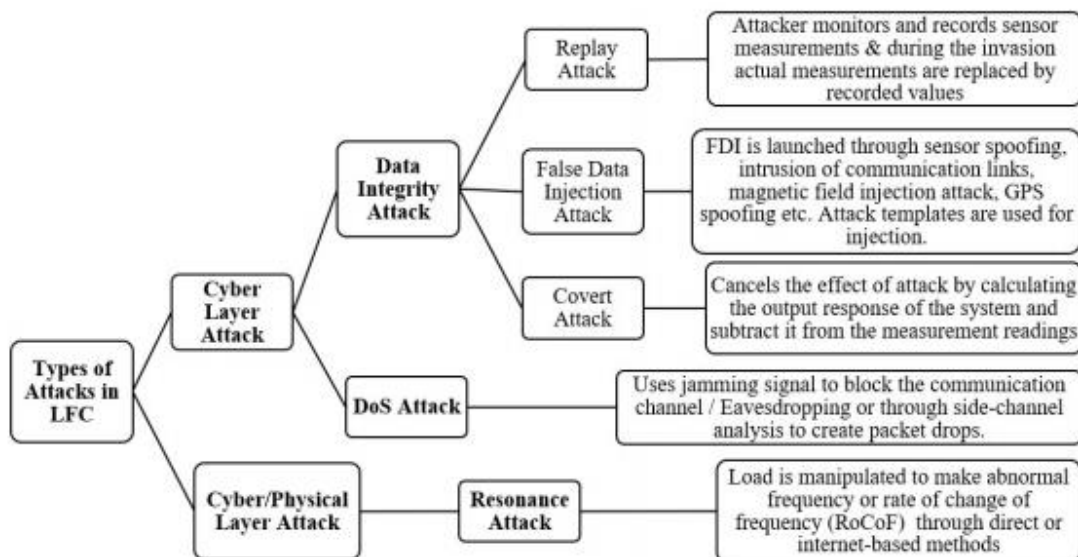 Replay
Attack
Attacker monitors and records sensor
measurements & during the invasion
actual measurements are replaced by
recorded values
Data
Integrity
Attack
False Data
Injection
Attack
FDI is launched through sensor spoofing,
intrusion of communication links,
magnetic field injection attack, GPS
spoofing etc. Attack templates are used for
injection.
Cyber
Layer
Attack
Covert
Attack
Cancels the effect of attack by calculating
the output response of the system and
subtract it from the measurement readings
Types of
Attacks in
LFC
DoS Attack
Uses jamming signal to block the communication
channel / Eavesdropping or through side-channel
analysis to create packet drops.
Cyber/Physical
Layer Attack
Resonance
Attack
Load is manipulated to make abnormal
frequency or rate of change of
frequency (RoCoF) through direct or
internet-based methods